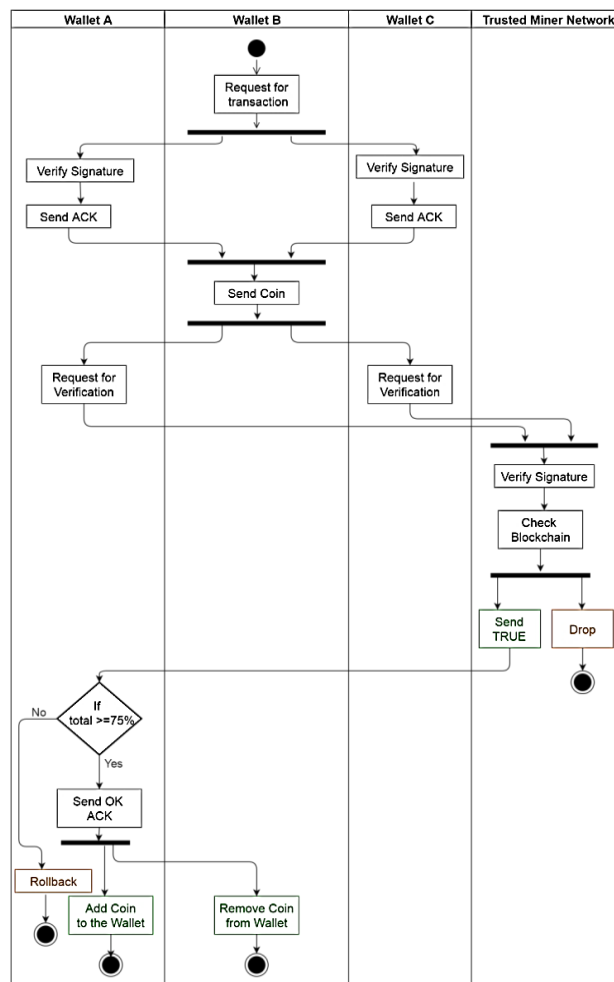 Wallet A
Wallet B
Wallet C
Trusted Miner Network
Request for
transaction
Verify Signature
Verify Signature
Send ACK
Send ACK
Send Coin
Request for
Verification
Request for
Verification
Verify Signature
Check
Blockchain
Send
TRUE
Drop
If
total >=75%
No
Yes
Send OK
ACK
Rollback
Add Coin
to the Wallet
Remove Coin
from Wallet